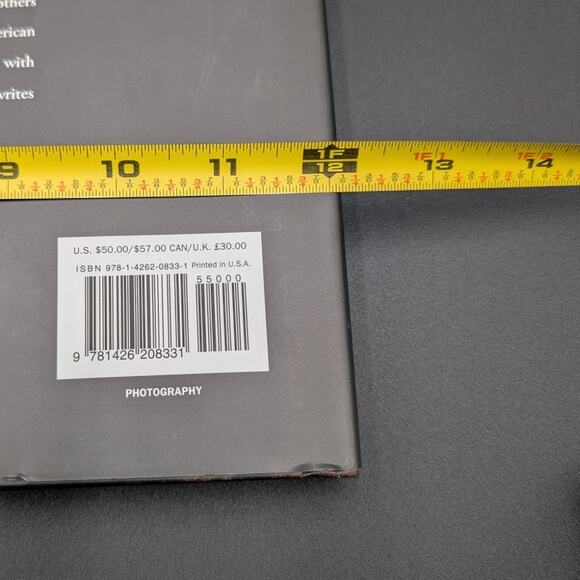 others
erican
with
writes
9 10 11 1F 12 1F1 13 1F2 14
U.S. $50.00/$57.00 CAN/U.K. £30.00
ISBN 978-1-4262-0833-1 Printed in U.S.A.
55000
9 781426 208331
PHOTOGRAPHY